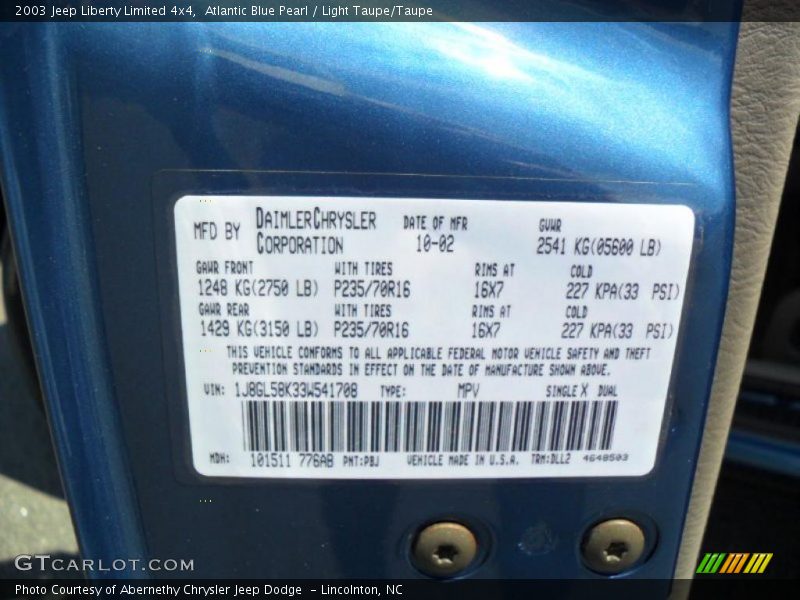 2003 Jeep Liberty Limited 4x4,  Atlantic Blue Pearl / Light Taupe/Taupe
MFD BY DAIMLERCHRYSLER CORPORATION DATE OF MFR 10-02 GVWR 2541 KG(05600 LB)
GAWR FRONT WITH TIRES RIMS AT COLD
1248 KG(2750 LB) P235/70R16 16X7 227 KPA(33 PSI)
GAWR REAR WITH TIRES RIMS AT COLD
1429 KG(3150 LB) P235/70R16 16X7 227 KPA(33 PSI)
THIS VEHICLE CONFORMS TO ALL APPLICABLE FEDERAL MOTOR VEHICLE SAFETY AND THEFT
PREVENTION STANDARDS IN EFFECT ON THE DATE OF MANUFACTURE SHOWN ABOVE.
VIN: 1J8GL58K33W541708 TYPE: MPV SINGLE X DUAL
MDH: 101511 776AB PNT:PBJ VEHICLE MADE IN U.S.A. TRM:DLL2 4648503
GTCARLOT.COM
Photo Courtesy of Abernethy Chrysler Jeep Dodge  – Lincolnton, NC